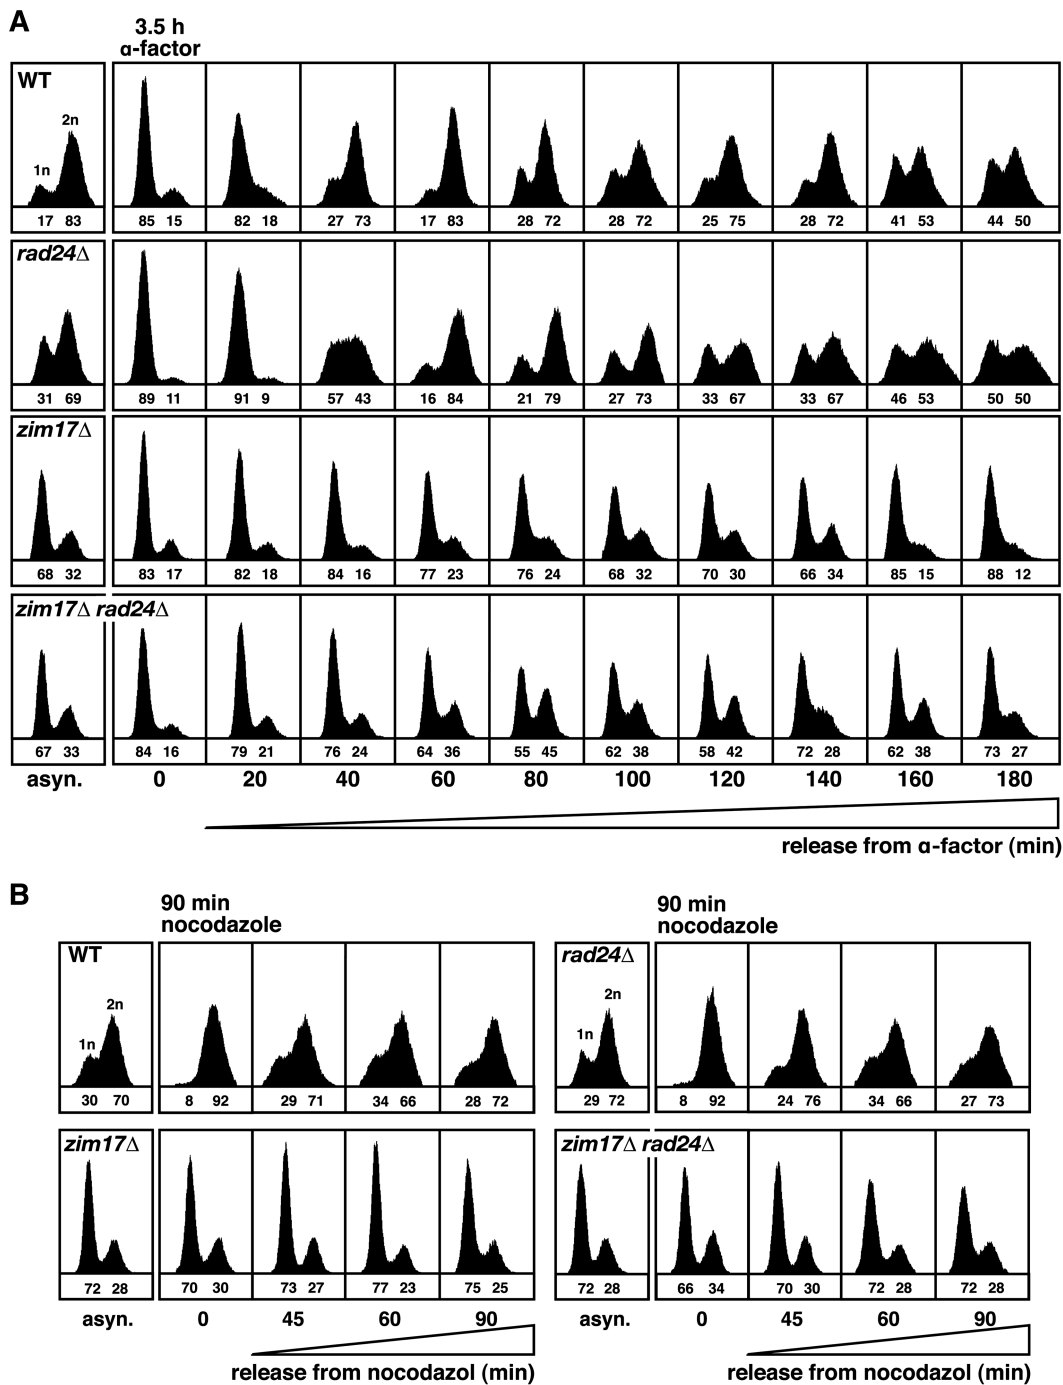 A
3.5 h
α-factor
WT
1n
2n
17 83 85 15 82 18 27 73 17 83 28 72 28 72 25 75 28 72 41 53 44 50
rad24Δ
31 69 89 11 91 9 57 43 16 84 21 79 27 73 33 67 33 67 46 53 50 50
zim17Δ
68 32 83 17 82 18 84 16 77 23 76 24 68 32 70 30 66 34 85 15 88 12
zim17Δ rad24Δ
67 33 84 16 79 21 76 24 64 36 55 45 62 38 58 42 72 28 62 38 73 27
asyn. 0 20 40 60 80 100 120 140 160 180
release from α-factor (min)
B
90 min
nocodazole
WT
1n
2n
30 70 8 92 29 71 34 66 28 72
zim17Δ
72 28 70 30 73 27 77 23 75 25
asyn. 0 45 60 90
release from nocodazol (min)
90 min
nocodazole
rad24Δ
1n
2n
29 72 8 92 24 76 34 66 27 73
zim17Δ rad24Δ
72 28 66 34 70 30 72 28 72 28
asyn. 0 45 60 90
release from nocodazol (min)